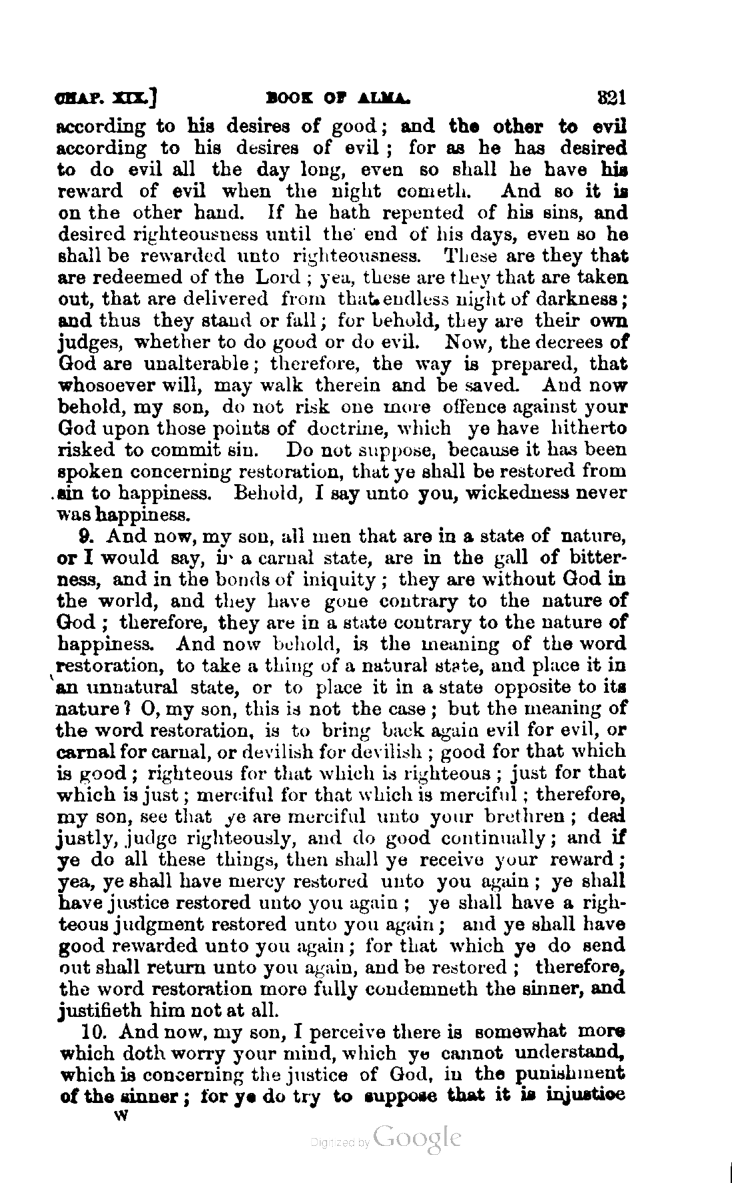 CHAP. XIX.] BOOK OF ALMA. 321
according to his desires of good; and the other to evil
according to his desires of evil; for as he has desired
to do evil all the day long, even so shall he have his
reward of evil when the night cometh. And so it is
on the other hand. If he hath repented of his sins, and
desired righteousness until the end of his days, even so he
shall be rewarded unto righteousness. These are they that
are redeemed of the Lord; yea, these are they that are taken
out, that are delivered from that endless night of darkness;
and thus they stand or fall; for behold, they are their own
judges, whether to do good or do evil. Now, the decrees of
God are unalterable; therefore, the way is prepared, that
whosoever will, may walk therein and be saved. And now
behold, my son, do not risk one more offence against your
God upon those points of doctrine, which ye have hitherto
risked to commit sin. Do not suppose, because it has been
spoken concerning restoration, that ye shall be restored from
sin to happiness. Behold, I say unto you, wickedness never
was happiness.
9. And now, my son, all men that are in a state of nature,
or I would say, in a carnal state, are in the gall of bitter-
ness, and in the bonds of iniquity; they are without God in
the world, and they have gone contrary to the nature of
God; therefore, they are in a state contrary to the nature of
happiness. And now behold, is the meaning of the word
restoration, to take a thing of a natural state, and place it in
an unnatural state, or to place it in a state opposite to its
nature? O, my son, this is not the case; but the meaning of
the word restoration, is to bring back again evil for evil, or
carnal for carnal, or devilish for devilish; good for that which
is good; righteous for that which is righteous; just for that
which is just; merciful for that which is merciful; therefore,
my son, see that ye are merciful unto your brethren; deal
justly, judge righteously, and do good continually; and if
ye do all these things, then shall ye receive your reward;
yea, ye shall have mercy restored unto you again; ye shall
have justice restored unto you again; ye shall have a righ-
teous judgment restored unto you again; and ye shall have
good rewarded unto you again; for that which ye do send
out shall return unto you again, and be restored; therefore,
the word restoration more fully condemneth the sinner, and
justifieth him not at all.
10. And now, my son, I perceive there is somewhat more
which doth worry your mind, which ye cannot understand,
which is concerning the justice of God, in the punishment
of the sinner; for ye do try to suppose that it is injustice
W
Digitized by Google